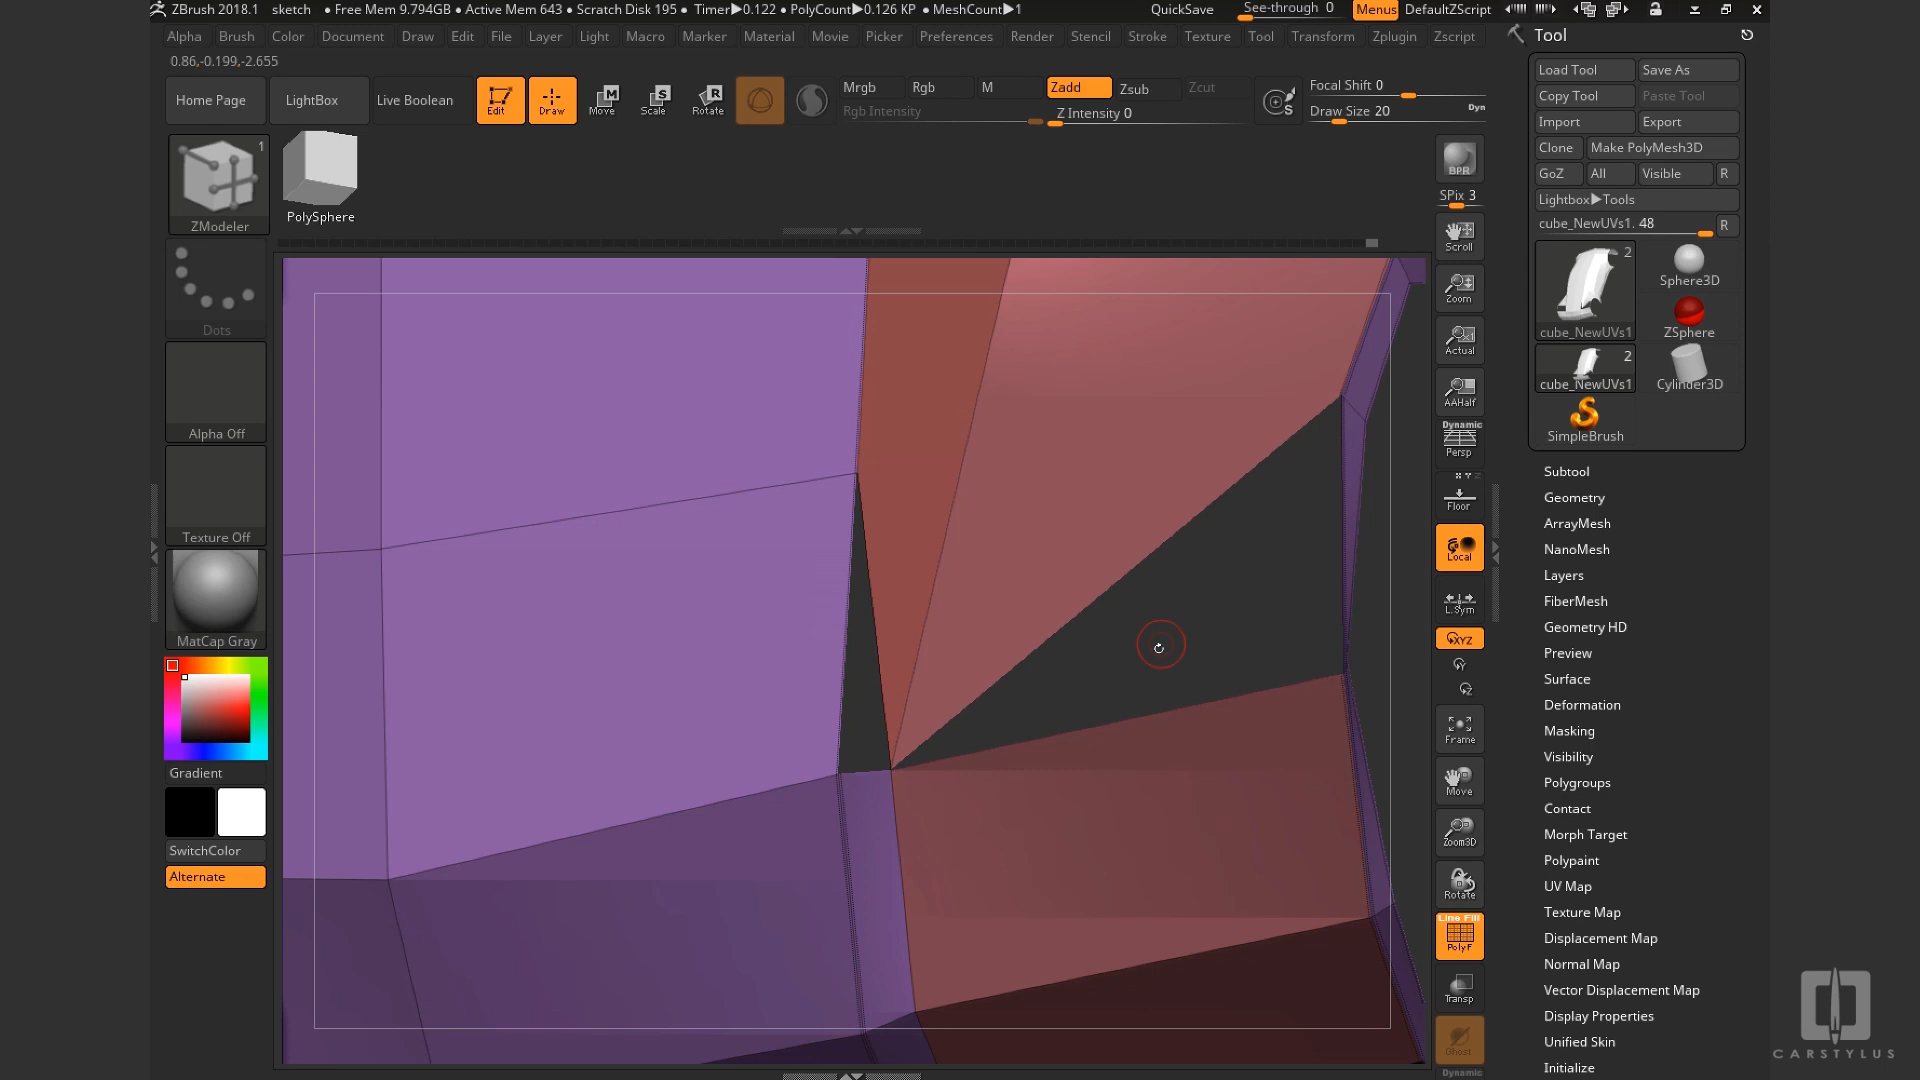 ZBrush 2018.1 sketch • Free Mem 9.794GB • Active Mem 643 • Scratch Disk 195 • Timer▶0.122 • PolyCount▶0.126 KP • MeshCount▶1 QuickSave See-through 0 Menus DefaultZScript
Alpha Brush Color Document Draw Edit File Layer Light Macro Marker Material Movie Picker Preferences Render Stencil Stroke Texture Tool Transform Zplugin Zscript
0.86,-0.199,-2.655
Home Page LightBox Live Boolean Edit Draw Move Scale Rotate
Mrgb Rgb M Zadd Zsub Zcut
Rgb Intensity Z Intensity 0
Focal Shift 0
Draw Size 20 Dyn
1
ZModeler
PolySphere
Dots
Alpha Off
Texture Off
MatCap Gray
Gradient
SwitchColor
Alternate
BPR
SPix 3
Scroll
Zoom
Actual
AAHalf
Dynamic
Persp
Floor
Local
L.Sym
XYZ
Y
Z
Frame
Move
Zoom3D
Rotate
Line Fill
PolyF
Transp
Ghost
Dynamic
Tool
Load Tool Save As
Copy Tool Paste Tool
Import Export
Clone Make PolyMesh3D
GoZ All Visible R
Lightbox▶Tools
cube_NewUVs1. 48 R
2
cube_NewUVs1
Sphere3D
ZSphere
2
cube_NewUVs1
Cylinder3D
SimpleBrush
Subtool
Geometry
ArrayMesh
NanoMesh
Layers
FiberMesh
Geometry HD
Preview
Surface
Deformation
Masking
Visibility
Polygroups
Contact
Morph Target
Polypaint
UV Map
Texture Map
Displacement Map
Normal Map
Vector Displacement Map
Display Properties
Unified Skin
Initialize
CARSTYLUS